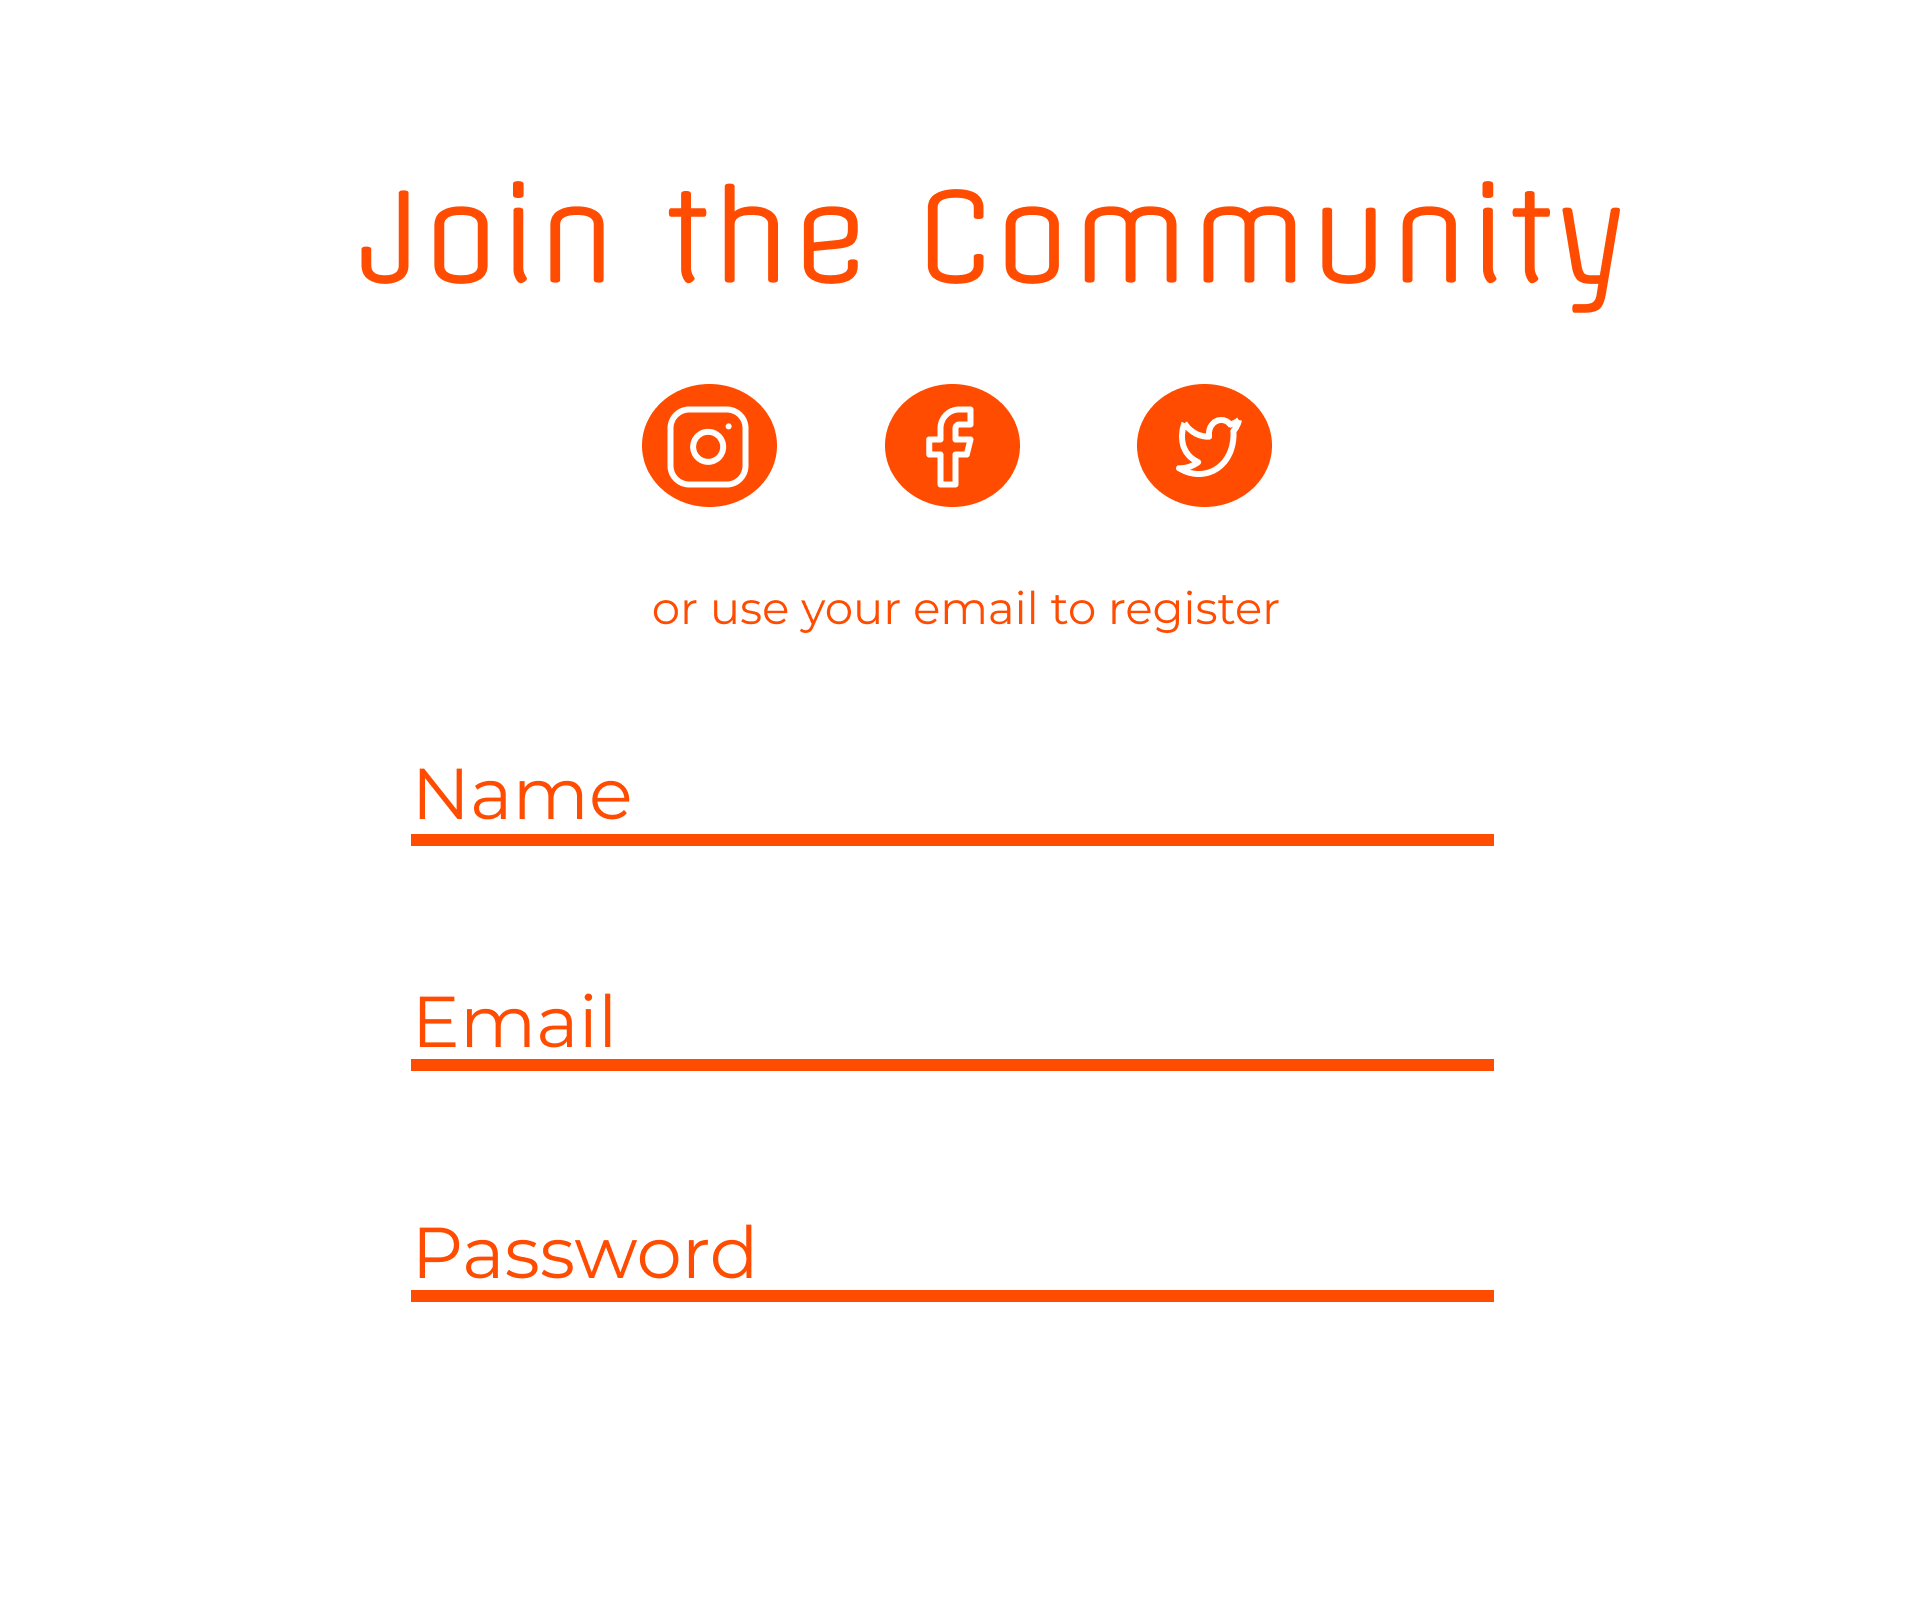 Join the Community
or use your email to register
Name
Email
Password